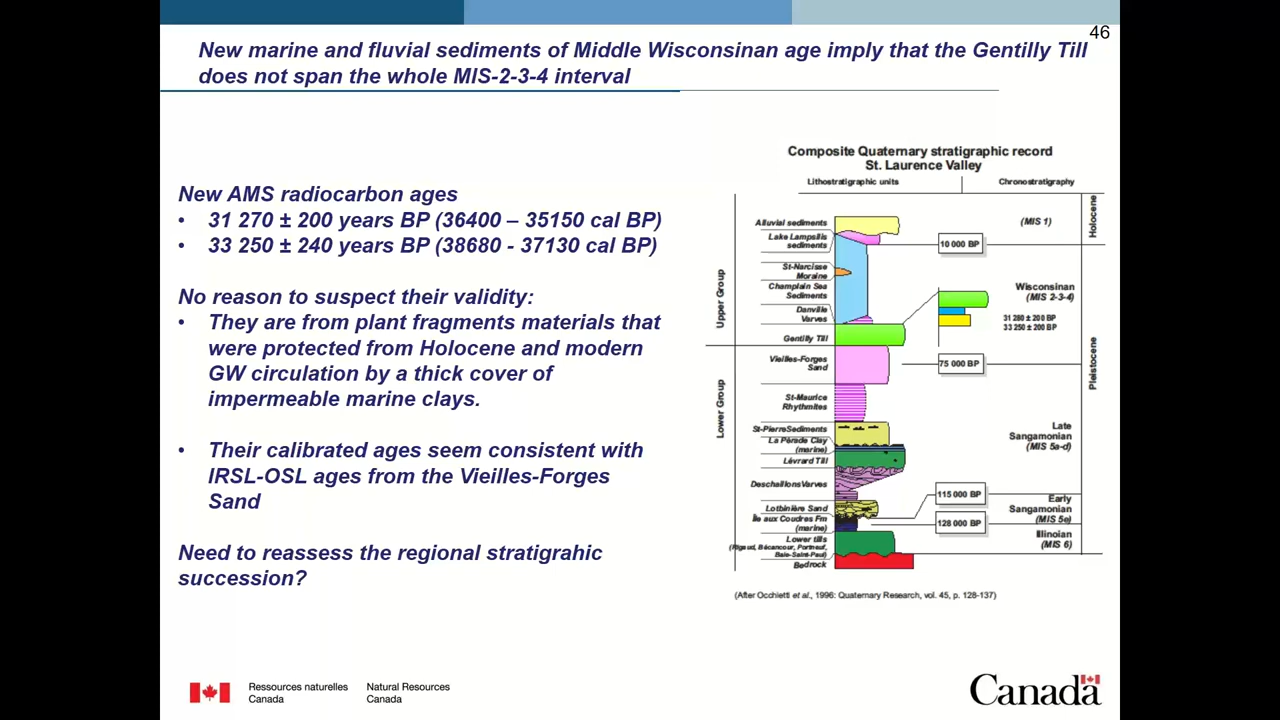 46
New marine and fluvial sediments of Middle Wisconsinan age imply that the Gentilly Till
does not span the whole MIS-2-3-4 interval
New AMS radiocarbon ages
• 31 270 ± 200 years BP (36400 – 35150 cal BP)
• 33 250 ± 240 years BP (38680 - 37130 cal BP)
No reason to suspect their validity:
• They are from plant fragments materials that
were protected from Holocene and modern
GW circulation by a thick cover of
impermeable marine clays.
• Their calibrated ages seem consistent with
IRSL-OSL ages from the Vieilles-Forges
Sand
Need to reassess the regional stratigrahic
succession?
Composite Quaternary stratigraphic record
St. Laurence Valley
Lithostratigraphic units
Chronostratigraphy
Upper Group
Lower Group
Alluvial sediments
Lake Lampsilis
sediments
St-Narcisse
Moraine
Champlain Sea
Sediments
Danville
Varves
Gentilly Till
Vieilles-Forges
Sand
St-Maurice
Rhythmites
St-PierreSediments
La Pérade Clay
(marine)
Lévrard Till
DeschaillonsVarves
Lotbinière Sand
Île aux Coudres Fm
(marine)
Lower tills
(Rigaud, Bécancour, Portneuf,
Baie-Saint-Paul)
Bedrock
(MIS 1)
10 000 BP
Wisconsinan
(MIS 2-3-4)
31 280 ± 200 BP
33 250 ± 200 BP
75 000 BP
Late
Sangamonian
(MIS 5a-d)
115 000 BP
Early
Sangamonian
(MIS 5e)
128 000 BP
Illinoian
(MIS 6)
Holocene
Pleistocene
(After Occhietti et al., 1996: Quaternary Research, vol. 45, p. 128-137)
Ressources naturelles
Canada
Natural Resources
Canada
Canada